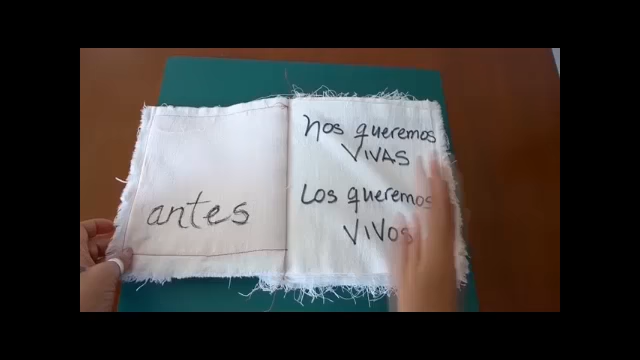 antes
Nos queremos
VIVAS
Los queremos
VIVOS